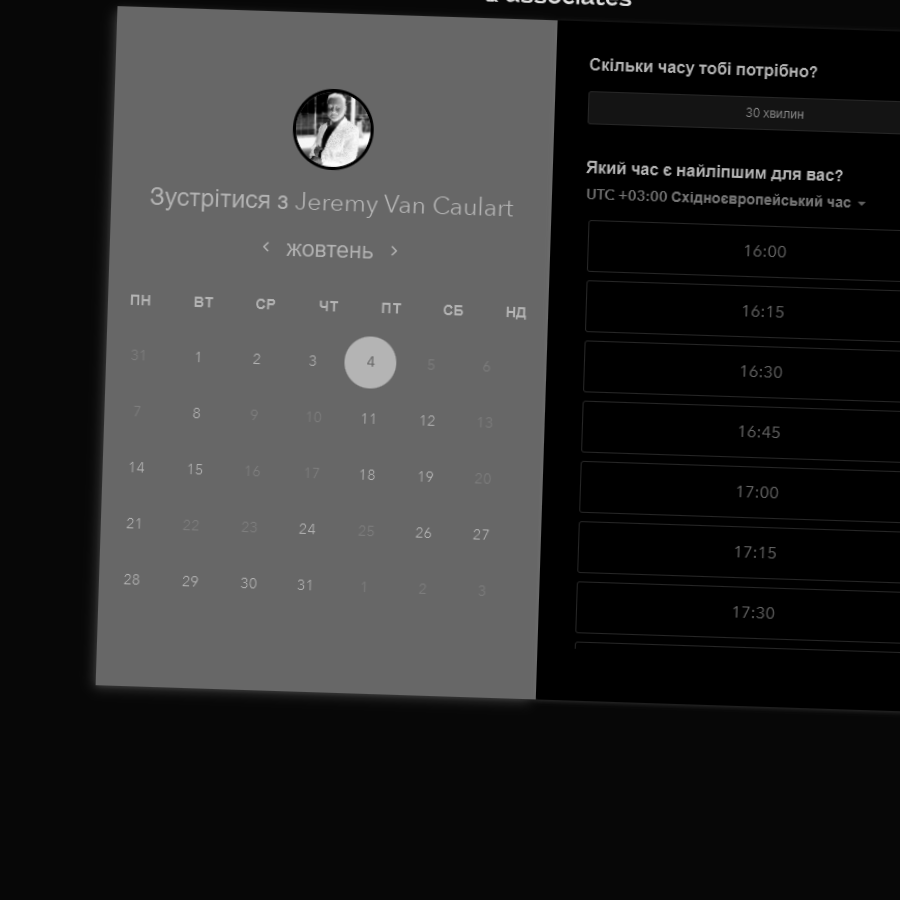 & associates
Зустрітися з Jeremy Van Caulart
жовтень
ПН ВТ СР ЧТ ПТ СБ НД
31 1 2 3 4 5 6
7 8 9 10 11 12 13
14 15 16 17 18 19 20
21 22 23 24 25 26 27
28 29 30 31 1 2 3
Скільки часу тобі потрібно?
30 хвилин
Який час є найліпшим для вас?
UTC +03:00 Східноєвропейський час
16:00
16:15
16:30
16:45
17:00
17:15
17:30